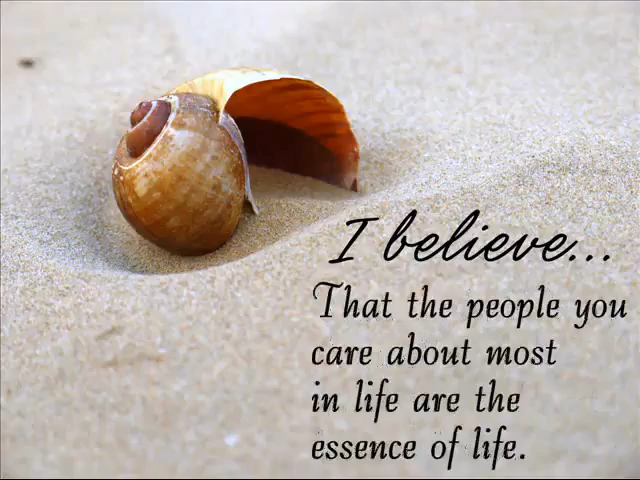 I believe...
That the people you
care about most
in life are the
essence of life.